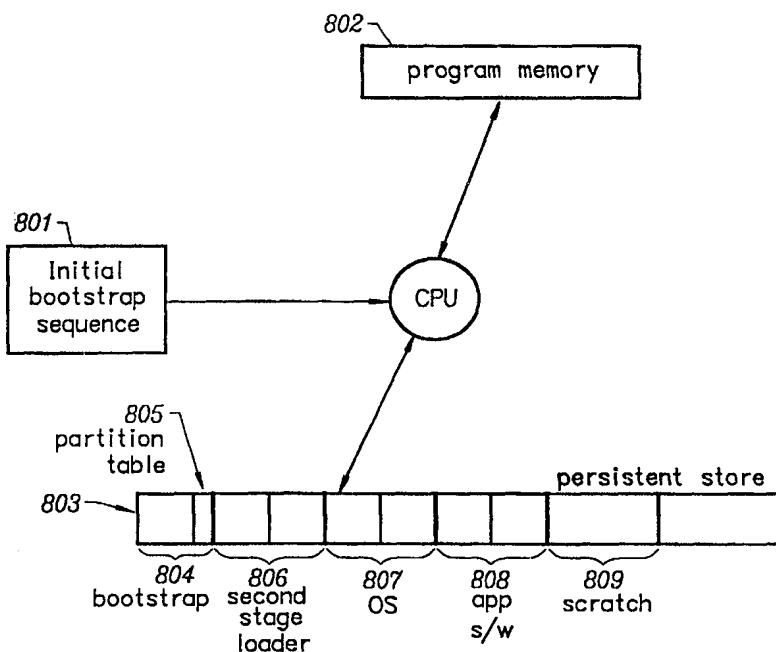 802
program memory
801
Initial
bootstrap
sequence
CPU
805
partition
table
persistent store
803
804
bootstrap
806
second
stage
loader
807
OS
808
app
s/w
809
scratch